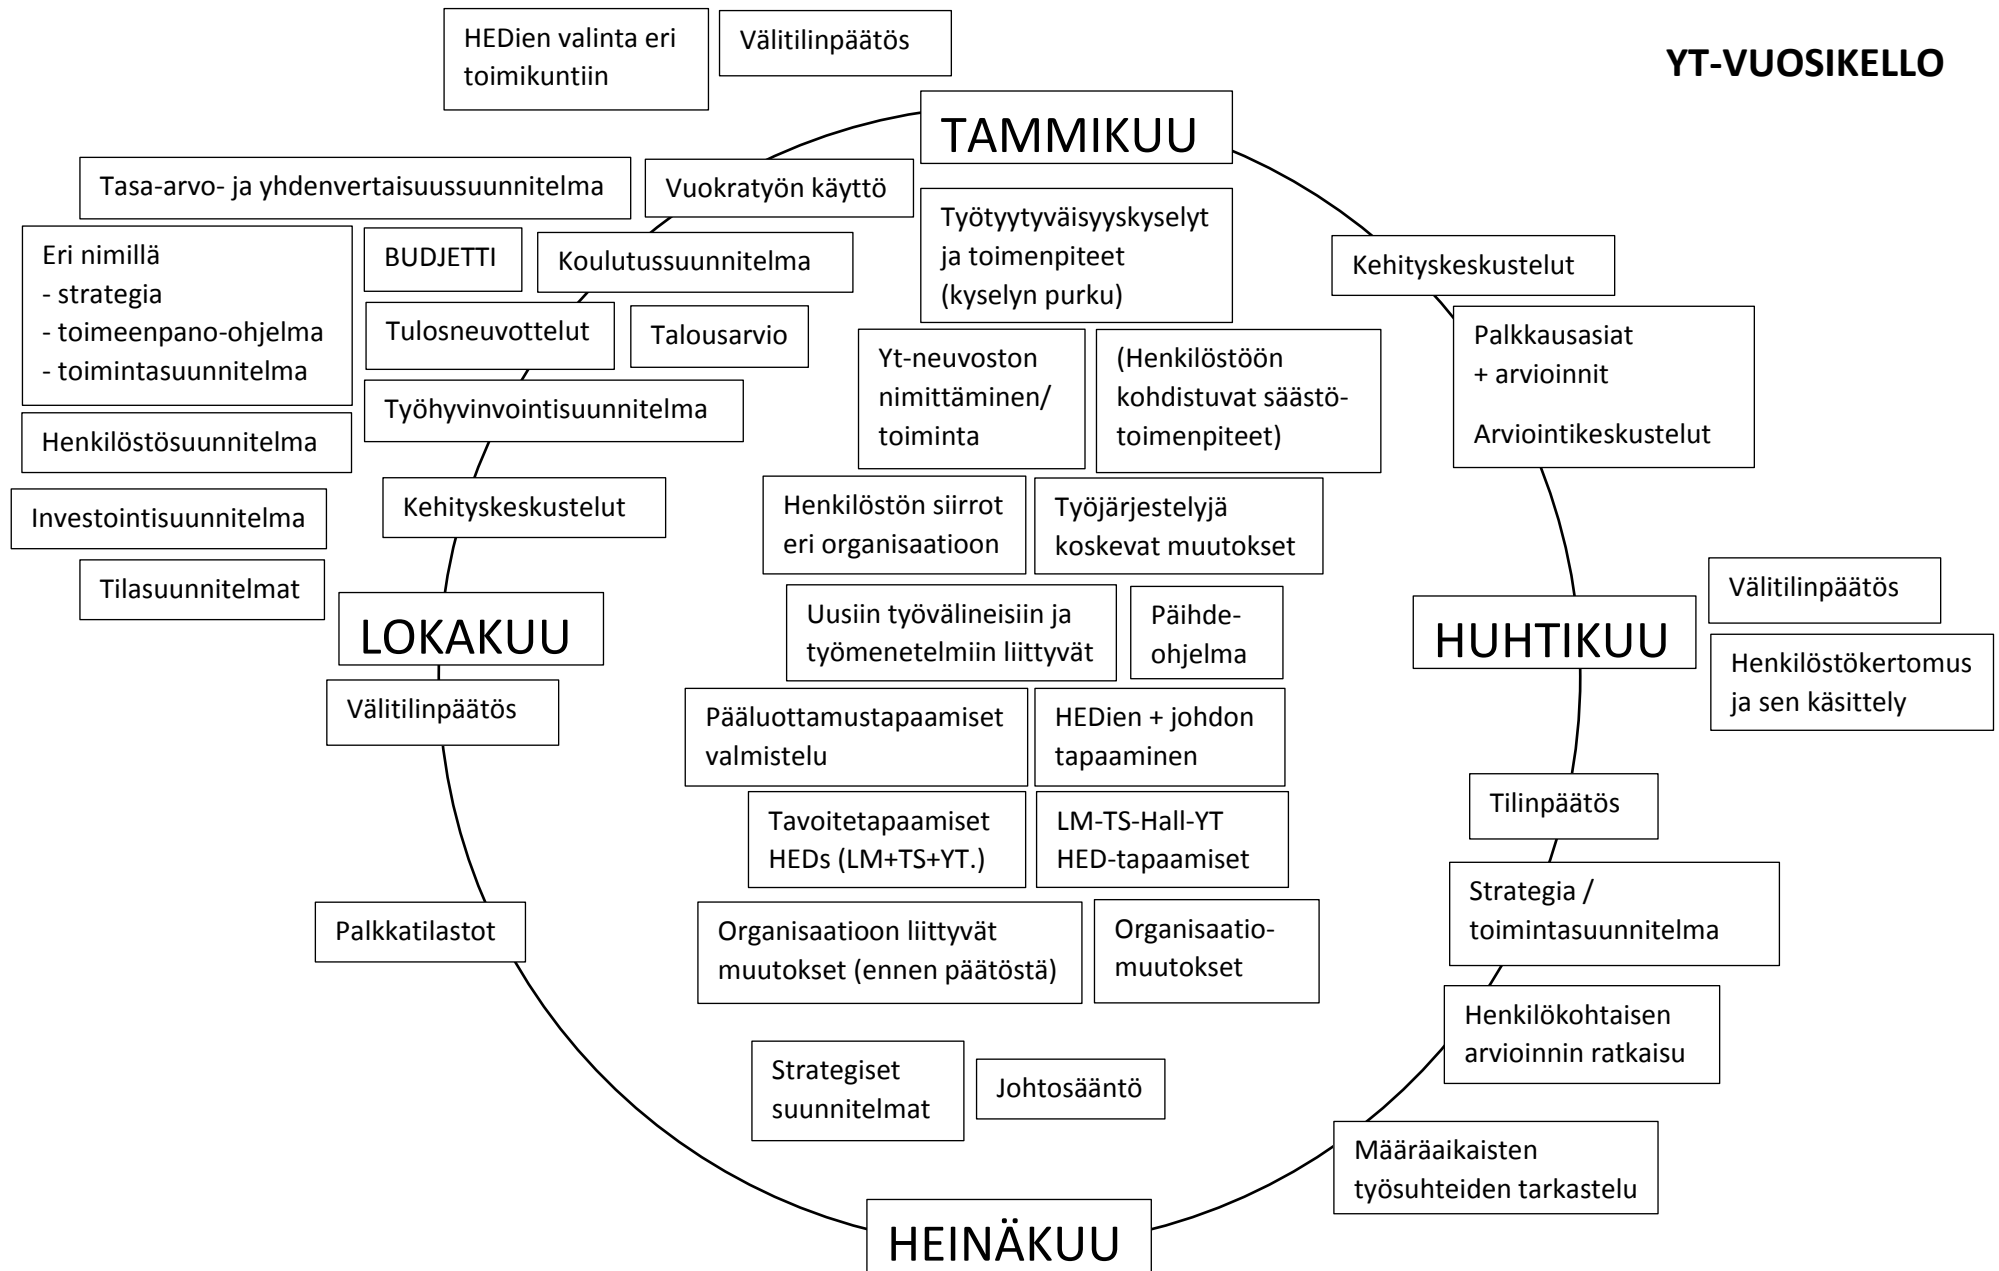 YT-VUOSIKELLO
HEDien valinta eri
toimikuntiin
Välitilinpäätös
TAMMIKUU
Tasa-arvo- ja yhdenvertaisuussuunnitelma
Vuokratyön käyttö
Eri nimillä
- strategia
- toimeenpano-ohjelma
- toimintasuunnitelma
BUDJETTI
Koulutussuunnitelma
Tulosneuvottelut
Talousarvio
Työhyvinvointisuunnitelma
Henkilöstösuunnitelma
Kehityskeskustelut
Investointisuunnitelma
Tilasuunnitelmat
LOKAKUU
Välitilinpäätös
Palkkatilastot
Työtyytyväisyyskyselyt
ja toimenpiteet
(kyselyn purku)
Yt-neuvoston
nimittäminen/
toiminta
(Henkilöstöön
kohdistuvat säästö-
toimenpiteet)
Henkilöstön siirrot
eri organisaatioon
Työjärjestelyjä
koskevat muutokset
Uusiin työvälineisiin ja
työmenetelmiin liittyvät
Päihde-
ohjelma
Pääluottamustapaamiset
valmistelu
HEDien + johdon
tapaaminen
Tavoitetapaamiset
HEDs (LM+TS+YT.)
LM-TS-Hall-YT
HED-tapaamiset
Organisaatioon liittyvät
muutokset (ennen päätöstä)
Organisaatio-
muutokset
Strategiset
suunnitelmat
Johtosääntö
Kehityskeskustelut
Palkkausasiat
+ arvioinnit
Arviointikeskustelut
HUHTIKUU
Välitilinpäätös
Henkilöstökertomus
ja sen käsittely
Tilinpäätös
Strategia /
toimintasuunnitelma
Henkilökohtaisen
arvioinnin ratkaisu
Määräaikaisten
työsuhteiden tarkastelu
HEINÄKUU